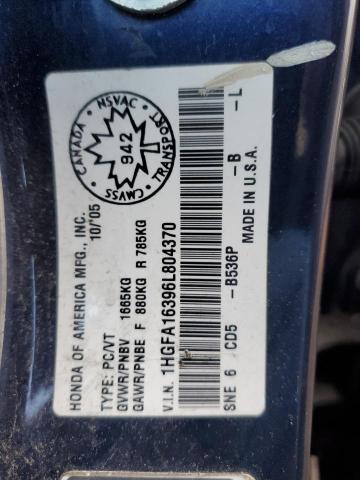 HONDA OF AMERICA MFG., INC.
10/'05
TYPE: PC/VT
GVWR/PNBV 1665KG
GAWR/PNBE F 880KG R 785KG
V.I.N. 1HGFA16396L804370
SNE 6 CD5 -B536P -B -L
MADE IN U.S.A.
CANADA NSVAC TRANSPORT CMVSS
942